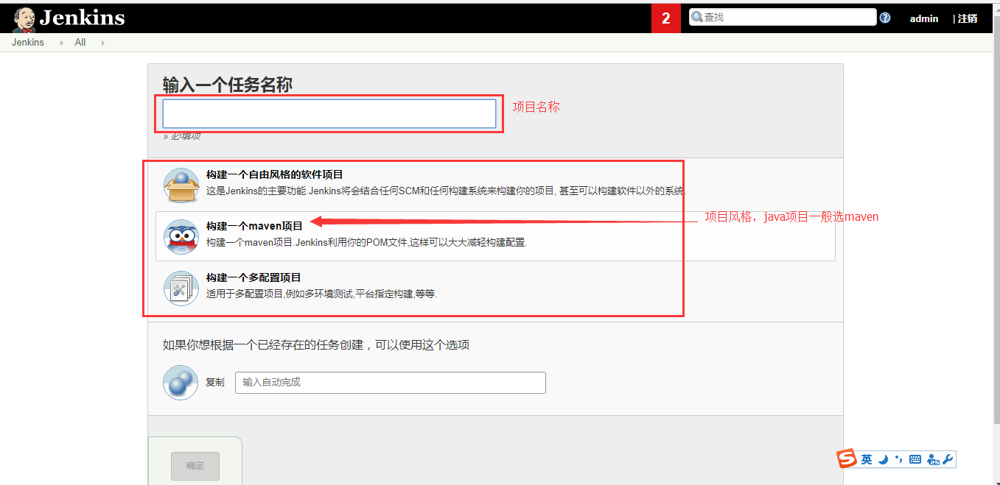 Jenkins
2
查找
admin
| 注销
Jenkins
All
输入一个任务名称
项目名称
» 必填项
构建一个自由风格的软件项目
这是Jenkins的主要功能.Jenkins将会结合任何SCM和任何构建系统来构建你的项目, 甚至可以构建软件以外的系统.
构建一个maven项目
项目风格，java项目一般选maven
构建一个maven项目.Jenkins利用你的POM文件,这样可以大大减轻构建配置.
构建一个多配置项目
适用于多配置项目,例如多环境测试,平台指定构建,等等.
如果你想根据一个已经存在的任务创建，可以使用这个选项
复制
输入自动完成
确定
S 英